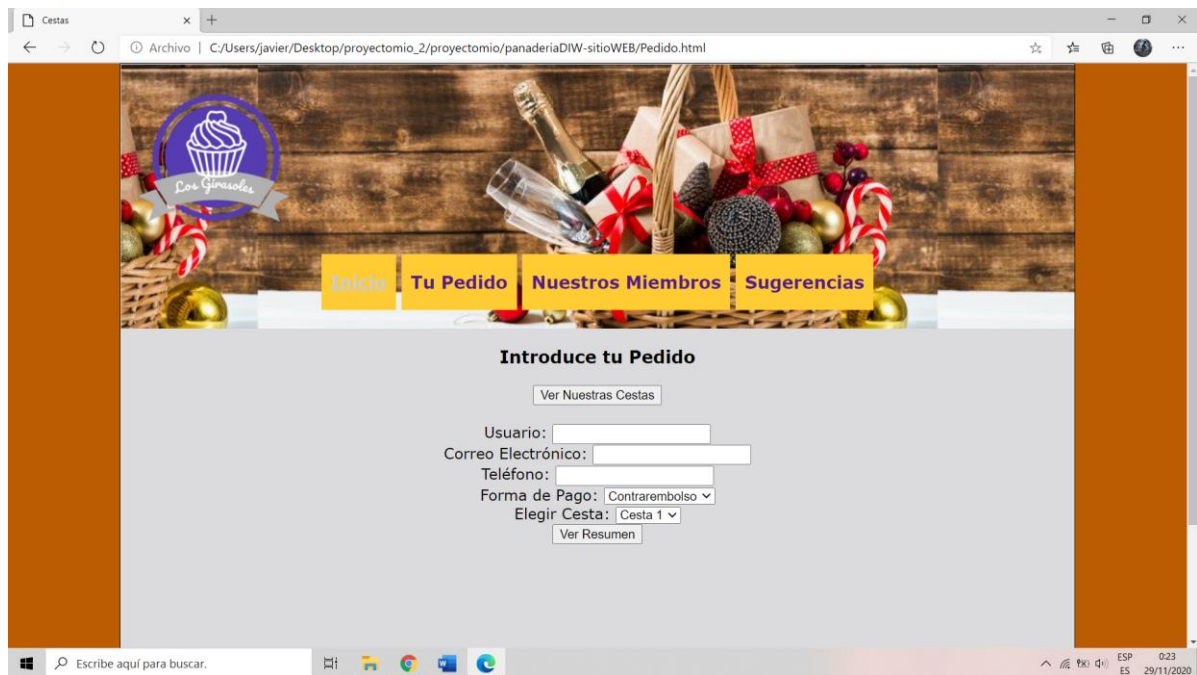 Cestas
Archivo | C:/Users/javier/Desktop/proyectomio_2/proyectomio/panaderiaDIW-sitioWEB/Pedido.html
Los Girasoles
Inicio Tu Pedido Nuestros Miembros Sugerencias
Introduce tu Pedido
Ver Nuestras Cestas
Usuario:
Correo Electrónico:
Teléfono:
Forma de Pago: Contrarembolso
Elegir Cesta: Cesta 1
Ver Resumen
Escribe aquí para buscar.
ESP 0:23
ES 29/11/2020